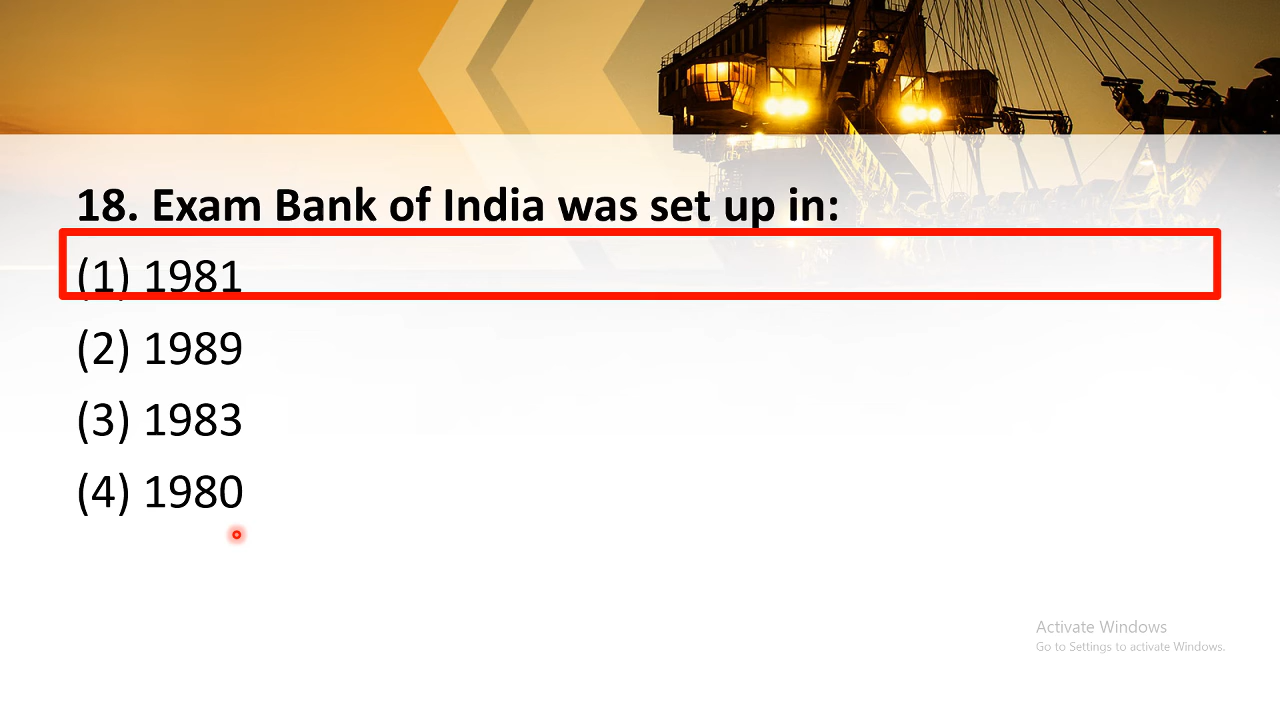 18. Exam Bank of India was set up in:
(1) 1981
(2) 1989
(3) 1983
(4) 1980
Activate Windows
Go to Settings to activate Windows.